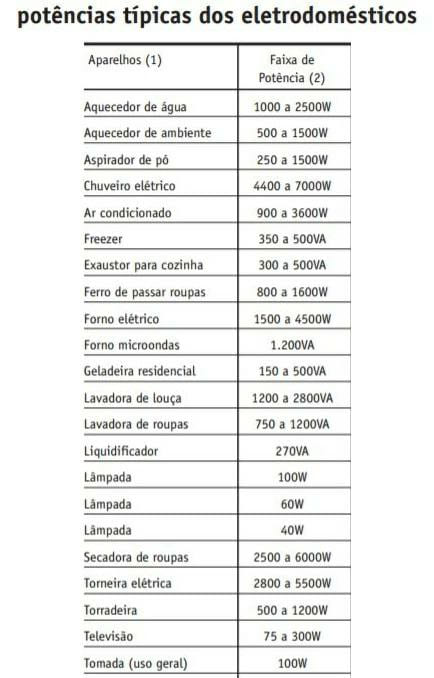 potências típicas dos eletrodomésticos
Aparelhos (1) Faixa de
Potência (2)
Aquecedor de água 1000 a 2500W
Aquecedor de ambiente 500 a 1500W
Aspirador de pó 250 a 1500W
Chuveiro elétrico 4400 a 7000W
Ar condicionado 900 a 3600W
Freezer 350 a 500VA
Exaustor para cozinha 300 a 500VA
Ferro de passar roupas 800 a 1600W
Forno elétrico 1500 a 4500W
Forno microondas 1.200VA
Geladeira residencial 150 a 500VA
Lavadora de louça 1200 a 2800VA
Lavadora de roupas 750 a 1200VA
Liquidificador 270VA
Lâmpada 100W
Lâmpada 60W
Lâmpada 40W
Secadora de roupas 2500 a 6000W
Torneira elétrica 2800 a 5500W
Torradeira 500 a 1200W
Televisão 75 a 300W
Tomada (uso geral) 100W